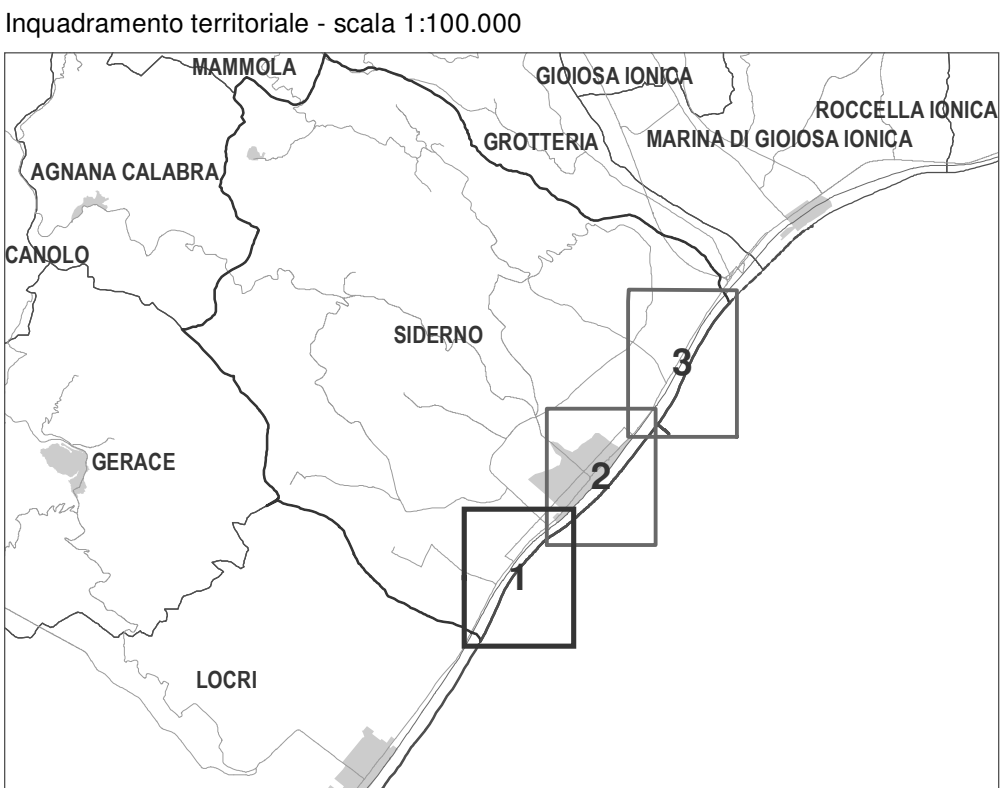 Inquadramento territoriale - scala 1:100.000
MAMMOLA
GIOIOSA IONICA
ROCCELLA IONICA
GROTTERIA
MARINA DI GIOIOSA IONICA
AGNANA CALABRA
CANOLO
SIDERNO
3
GERACE
2
1
LOCRI